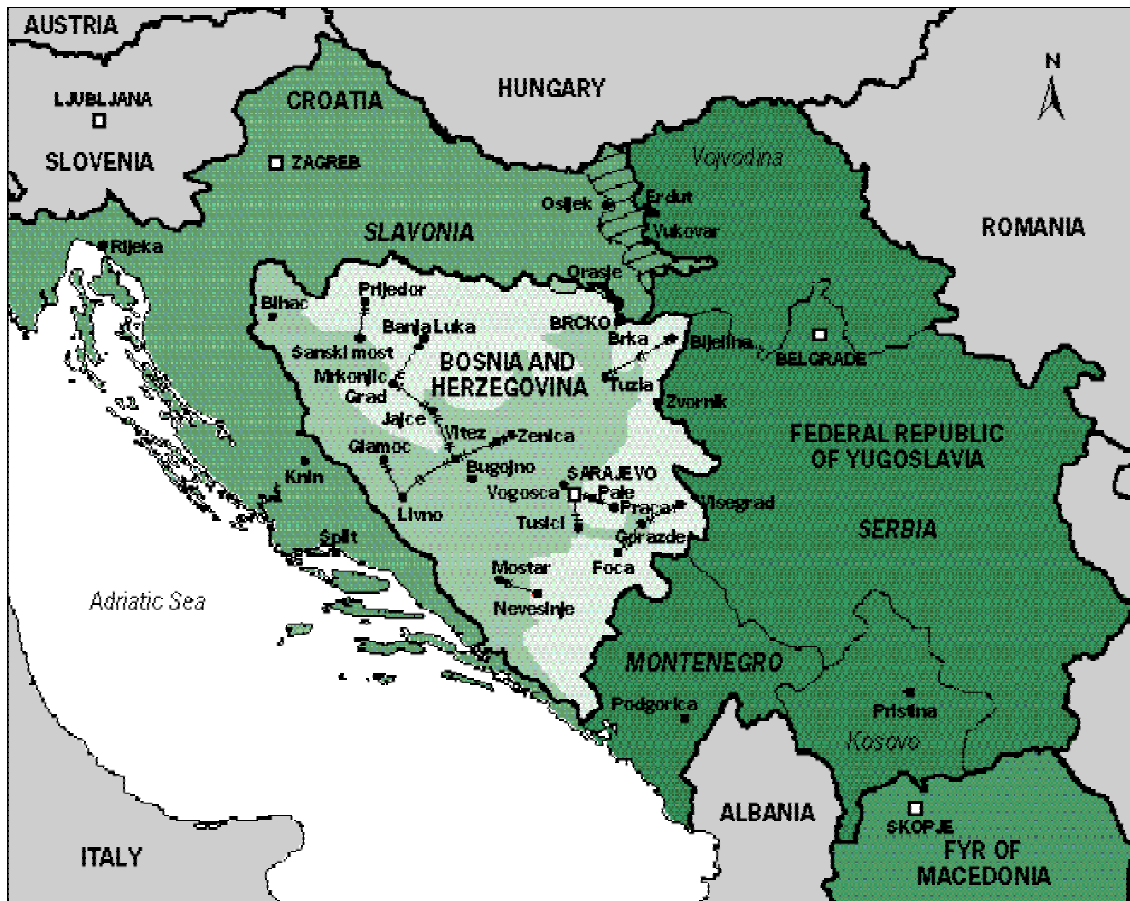 AUSTRIA
N
HUNGARY
LJUBLJANA
CROATIA
SLOVENIA
ZAGREB
Vojvodina
Osijek
Erdut
ROMANIA
SLAVONIA
Vukovar
Rijeka
Orasje
Bihac
Prijedor
BRCKO
Banja Luka
Brka
Bijelina
BELGRADE
Sanski most
BOSNIA AND
HERZEGOVINA
Mrkonjic
Grad
Tuzla
Zvornik
Jajce
Vitez
Zenica
FEDERAL REPUBLIC
OF YUGOSLAVIA
Glamoc
Bugojno
SARAJEVO
Knin
Vogosca
Pale
Praca
Visegrad
Livno
Tusici
SERBIA
Split
Gorazde
Mostar
Foca
Adriatic Sea
Nevesinje
MONTENEGRO
Podgorica
Pristina
Kosovo
ALBANIA
SKOPJE
ITALY
FYR OF
MACEDONIA